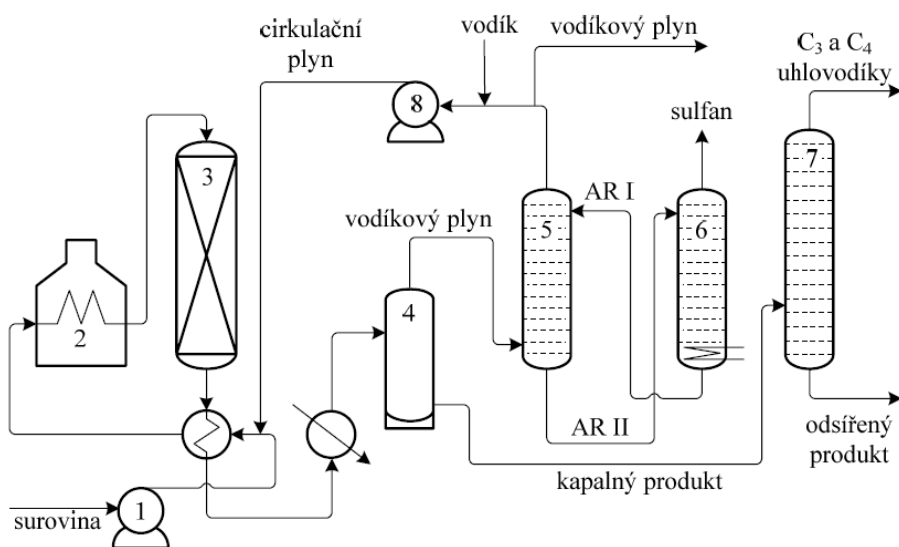 cirkulační
plyn
vodík
vodíkový plyn
C₃ a C₄
uhlovodíky
8
sulfan
3
7
AR I
vodíkový plyn
5
6
4
2
AR II
odsířený
produkt
kapalný produkt
surovina
1